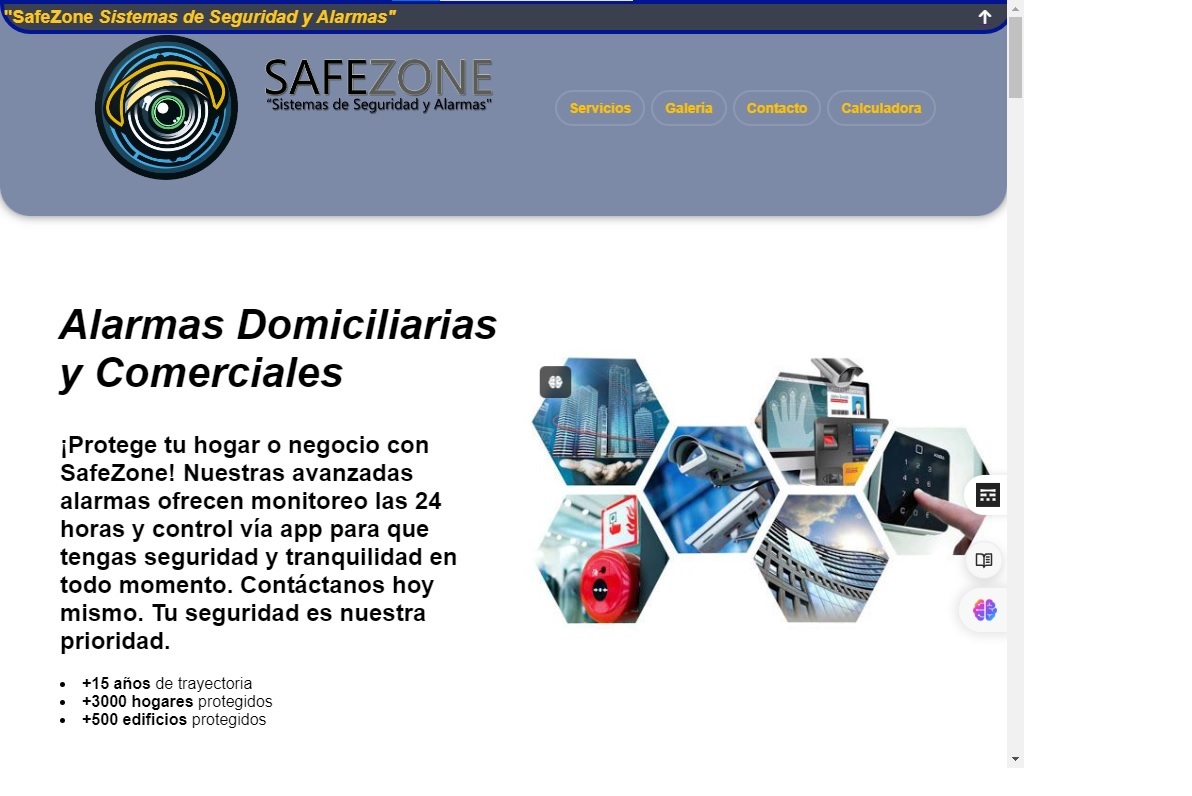 "SafeZone Sistemas de Seguridad y Alarmas"
SAFEZONE
"Sistemas de Seguridad y Alarmas"
Servicios
Galeria
Contacto
Calculadora
Alarmas Domiciliarias
y Comerciales
¡Protege tu hogar o negocio con
SafeZone! Nuestras avanzadas
alarmas ofrecen monitoreo las 24
horas y control vía app para que
tengas seguridad y tranquilidad en
todo momento. Contáctanos hoy
mismo. Tu seguridad es nuestra
prioridad.
+15 años de trayectoria
+3000 hogares protegidos
+500 edificios protegidos